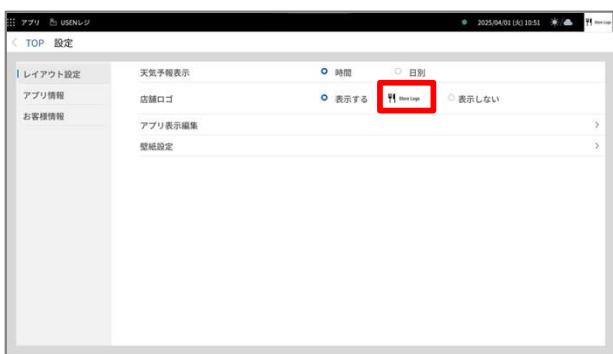 アプリ USENレジ 2025/04/01 (火) 10:51 Store Logo
TOP 設定
レイアウト設定 天気予報表示 時間 日別
アプリ情報 店舗ロゴ 表示する Store Logo 表示しない
お客様情報 アプリ表示編集
壁紙設定